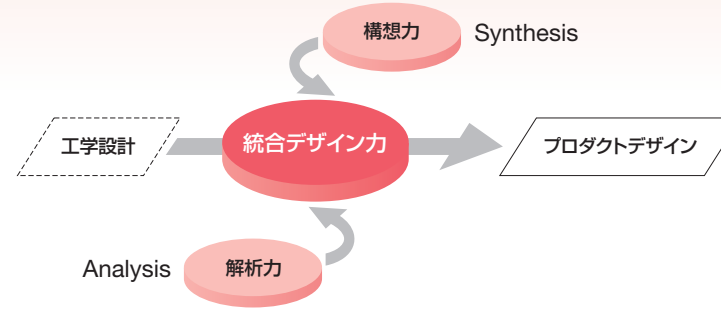 構想力
Synthesis
工学設計
統合デザイン力
プロダクトデザイン
Analysis
解析力